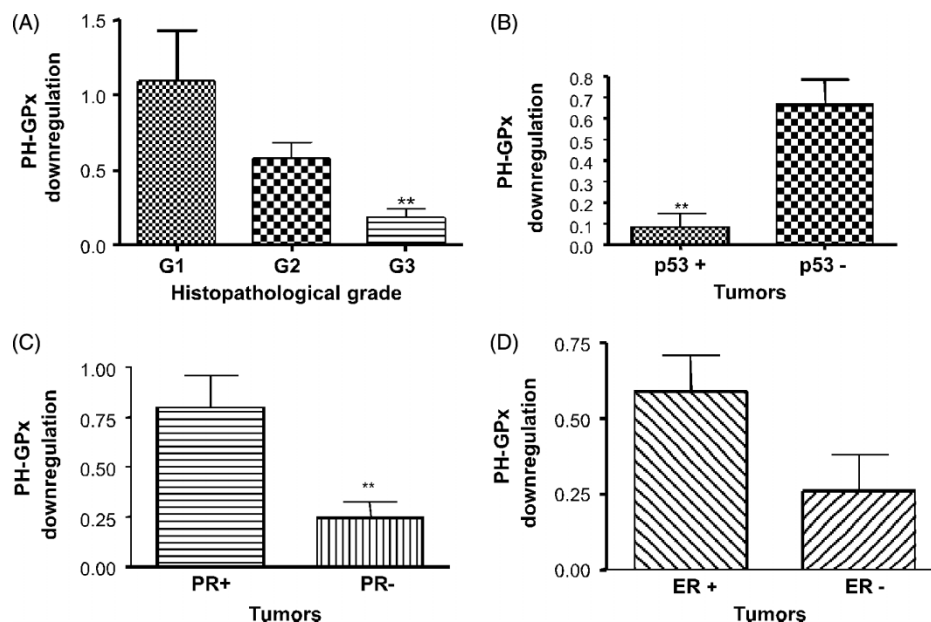 (A)
PH-GPx
downregulation
1.5
1.0
0.5
0.0
**
G1 G2 G3
Histopathological grade
(B)
PH-GPx
downregulation
0.8
0.7
0.6
0.5
0.4
0.3
0.2
0.1
0.0
**
p53 + p53 -
Tumors
(C)
PH-GPx
downregulation
1.00
0.75
0.50
0.25
0.00
**
PR+ PR-
Tumors
(D)
PH-GPx
downregulation
0.75
0.50
0.25
0.00
ER + ER -
Tumors